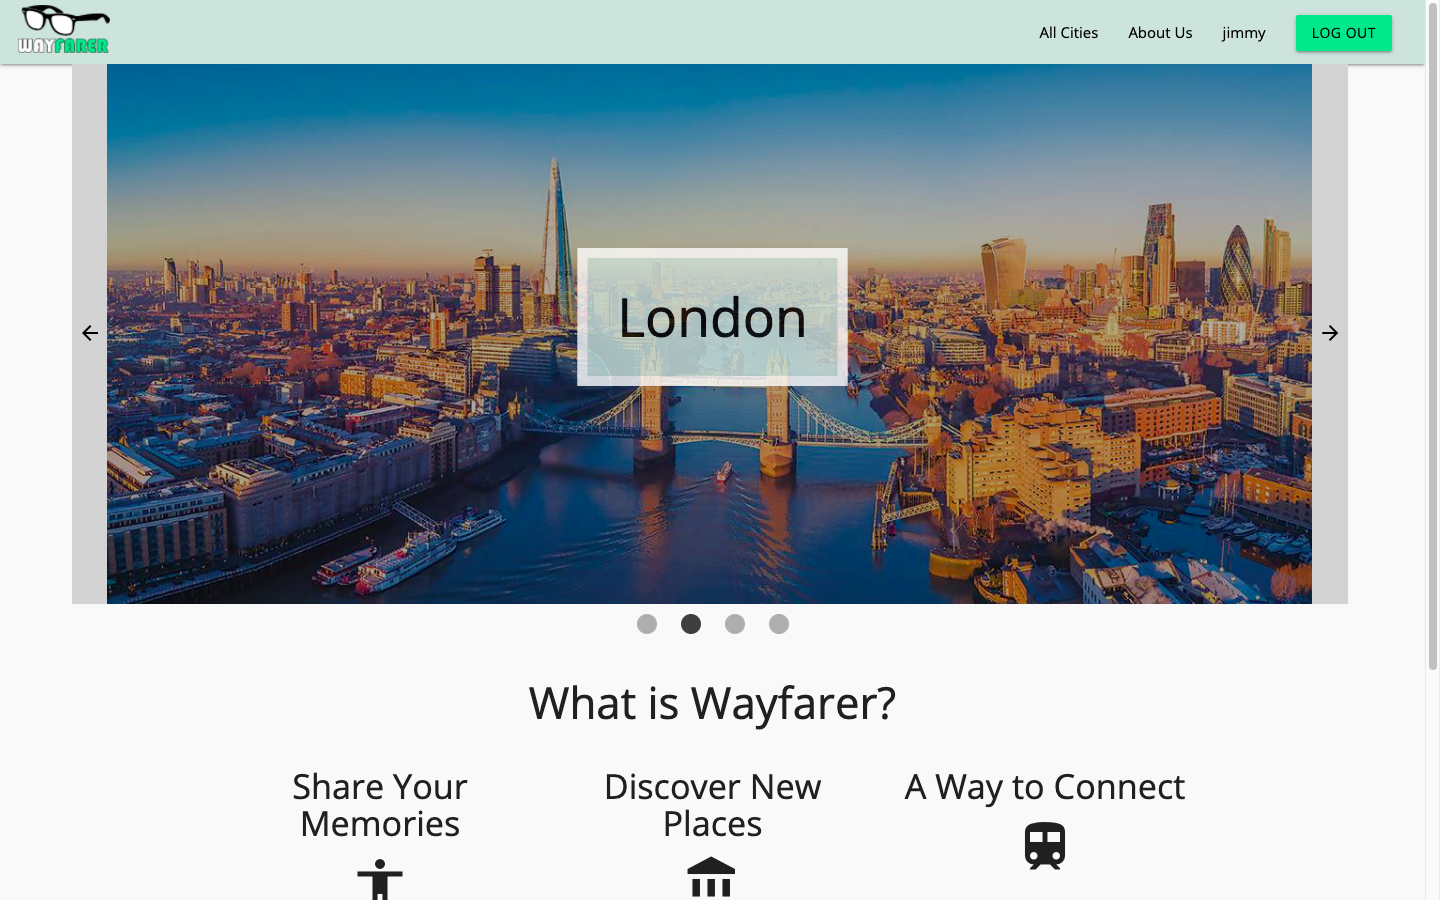 WAYFARER
All Cities
About Us
jimmy
LOG OUT
London
What is Wayfarer?
Share Your
Memories
Discover New
Places
A Way to Connect